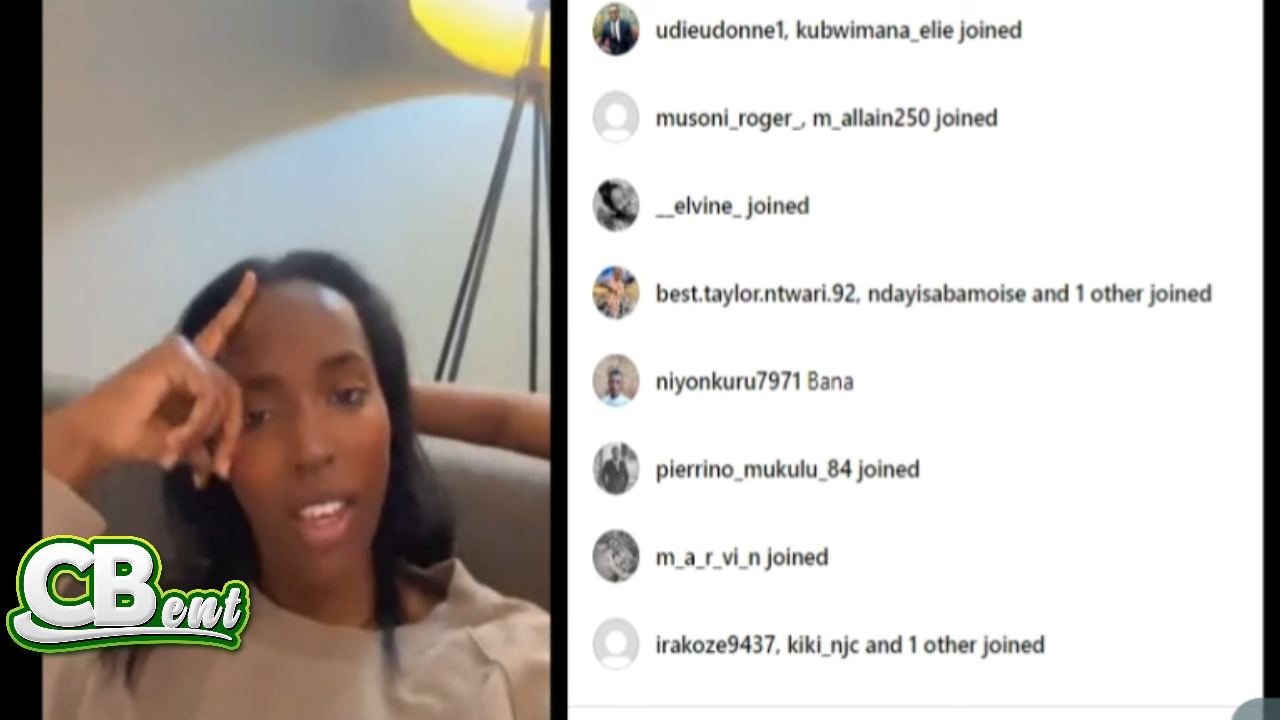 udieudonne1, kubwimana_elie joined
musoni_roger_, m_allain250 joined
__elvine_ joined
best.taylor.ntwari.92, ndayisabamoise and 1 other joined
niyonkuru7971 Bana
pierrino_mukulu_84 joined
m_a_r_vi_n joined
irakoze9437, kiki_njc and 1 other joined
CBent